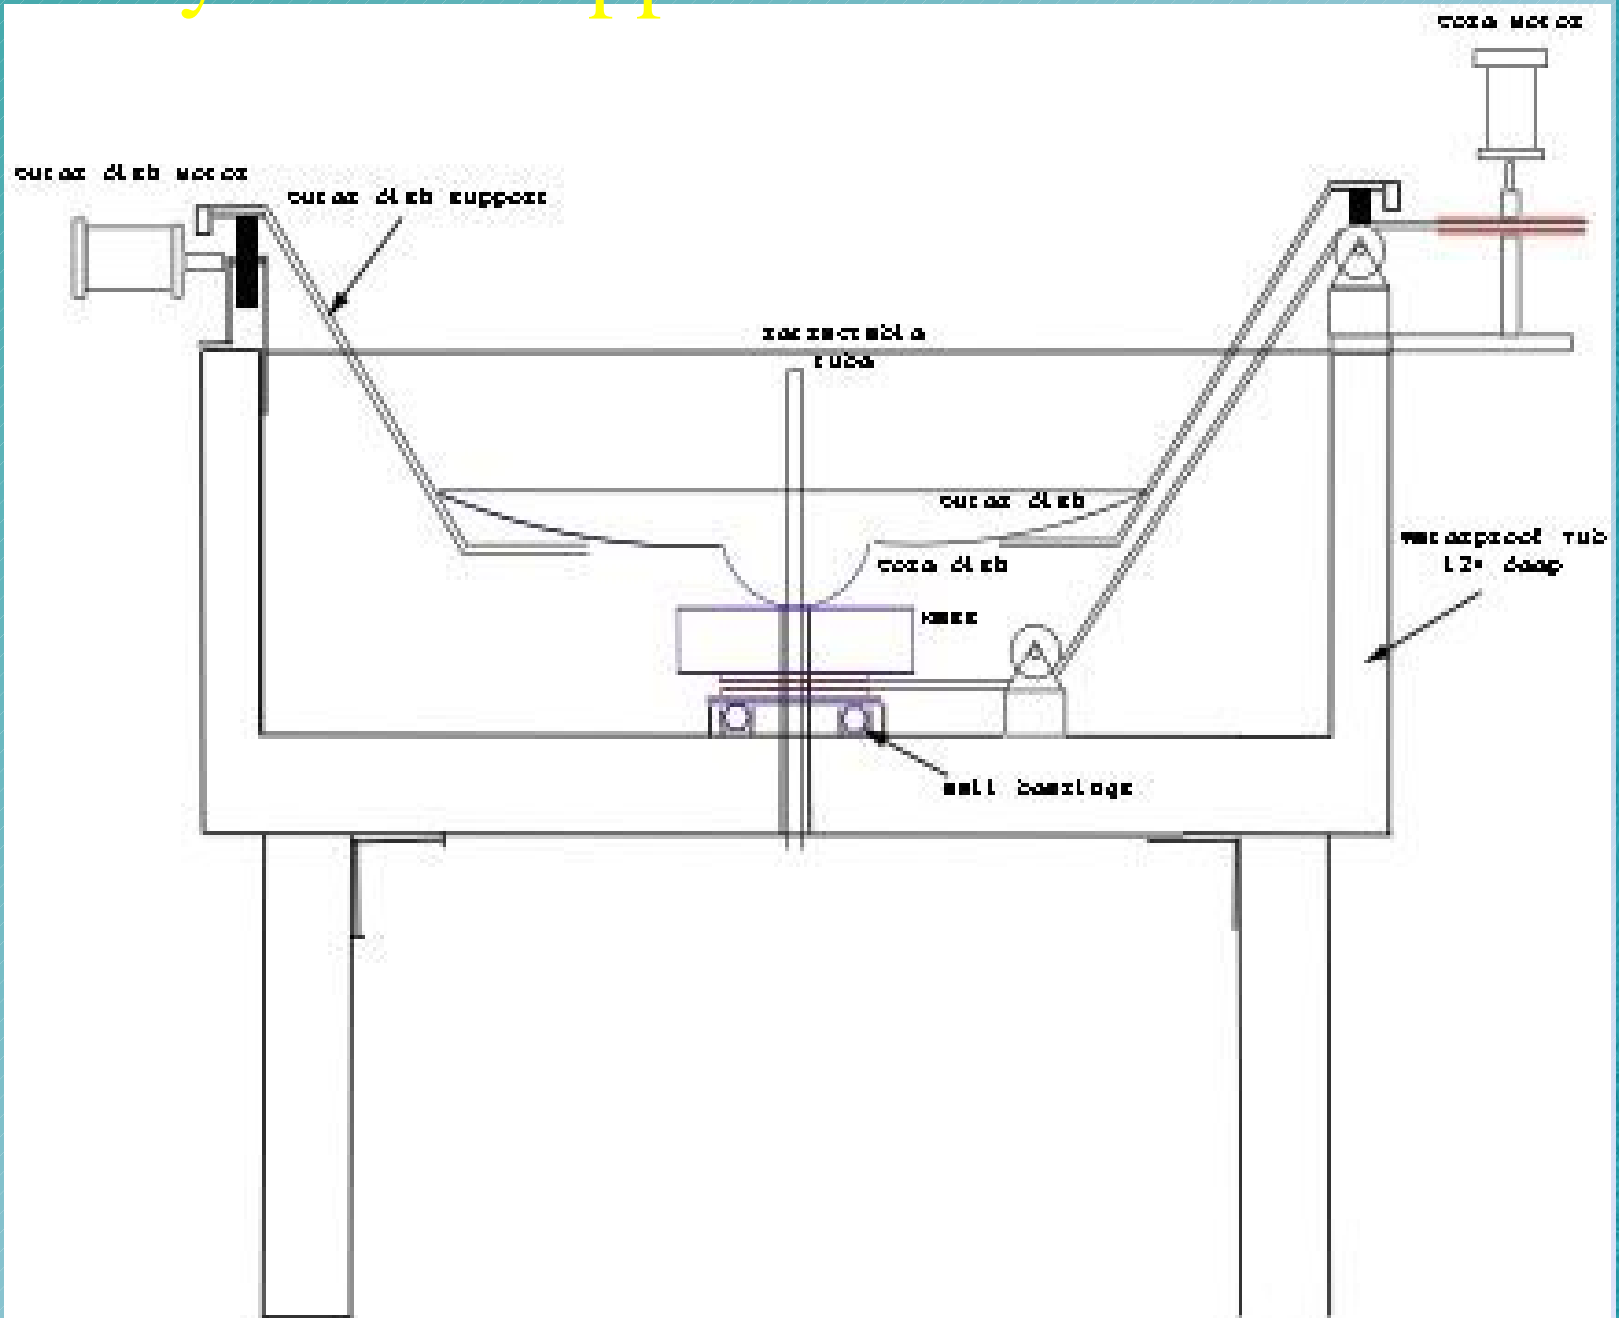 core motor
outer dish motor
outer dish support
retractable
tube
outer dish
core dish
waterproof tub
12" deep
ball bearings